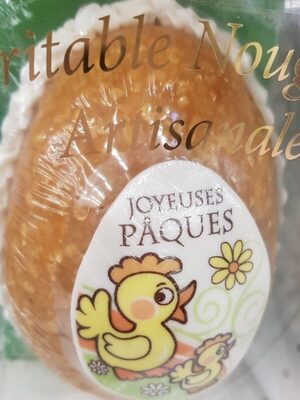 ritable Noug
Artisanale
JOYEUSES
PÂQUES